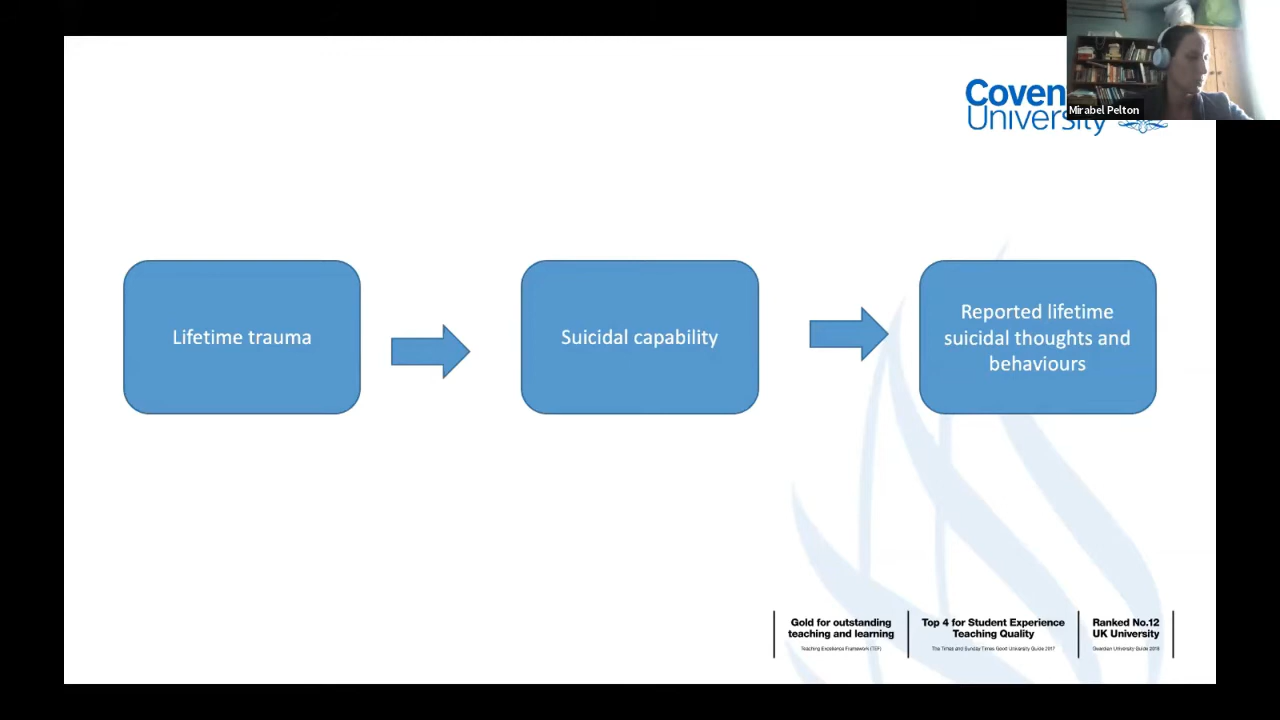 Coven
University
Mirabel Pelton
Lifetime trauma
Suicidal capability
Reported lifetime
suicidal thoughts and
behaviours
Gold for outstanding
teaching and learning
Teaching Excellence Framework (TEF)
Top 4 for Student Experience
Teaching Quality
The Times and Sunday Times Good University Guide 2017
Ranked No.12
UK University
Guardian University Guide 2018